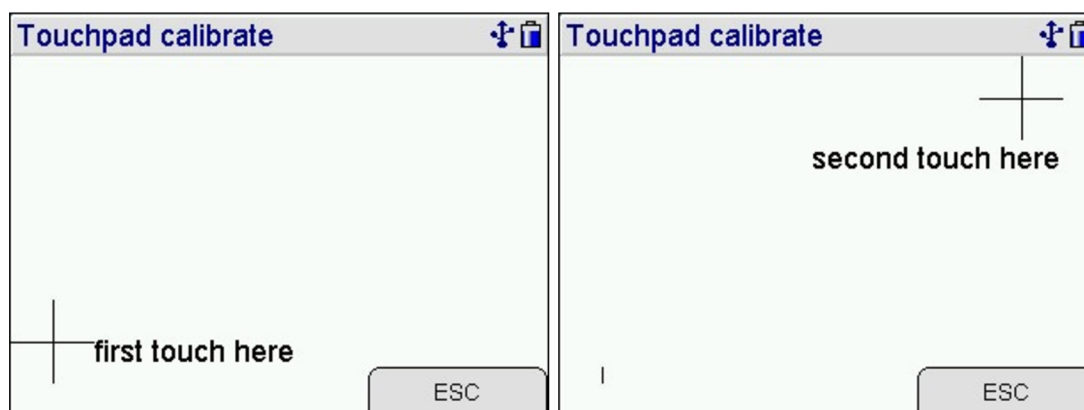 Touchpad calibrate
first touch here
ESC
Touchpad calibrate
second touch here
ESC